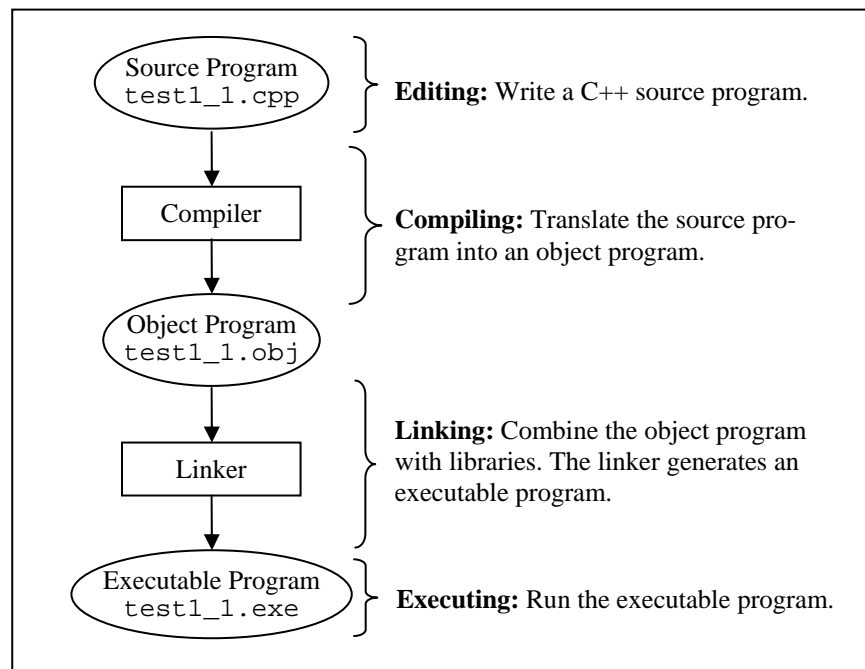 Source Program
test1_1.cpp
Editing: Write a C++ source program.
Compiler
Compiling: Translate the source pro-
gram into an object program.
Object Program
test1_1.obj
Linking: Combine the object program
with libraries. The linker generates an
executable program.
Linker
Executable Program
test1_1.exe
Executing: Run the executable program.